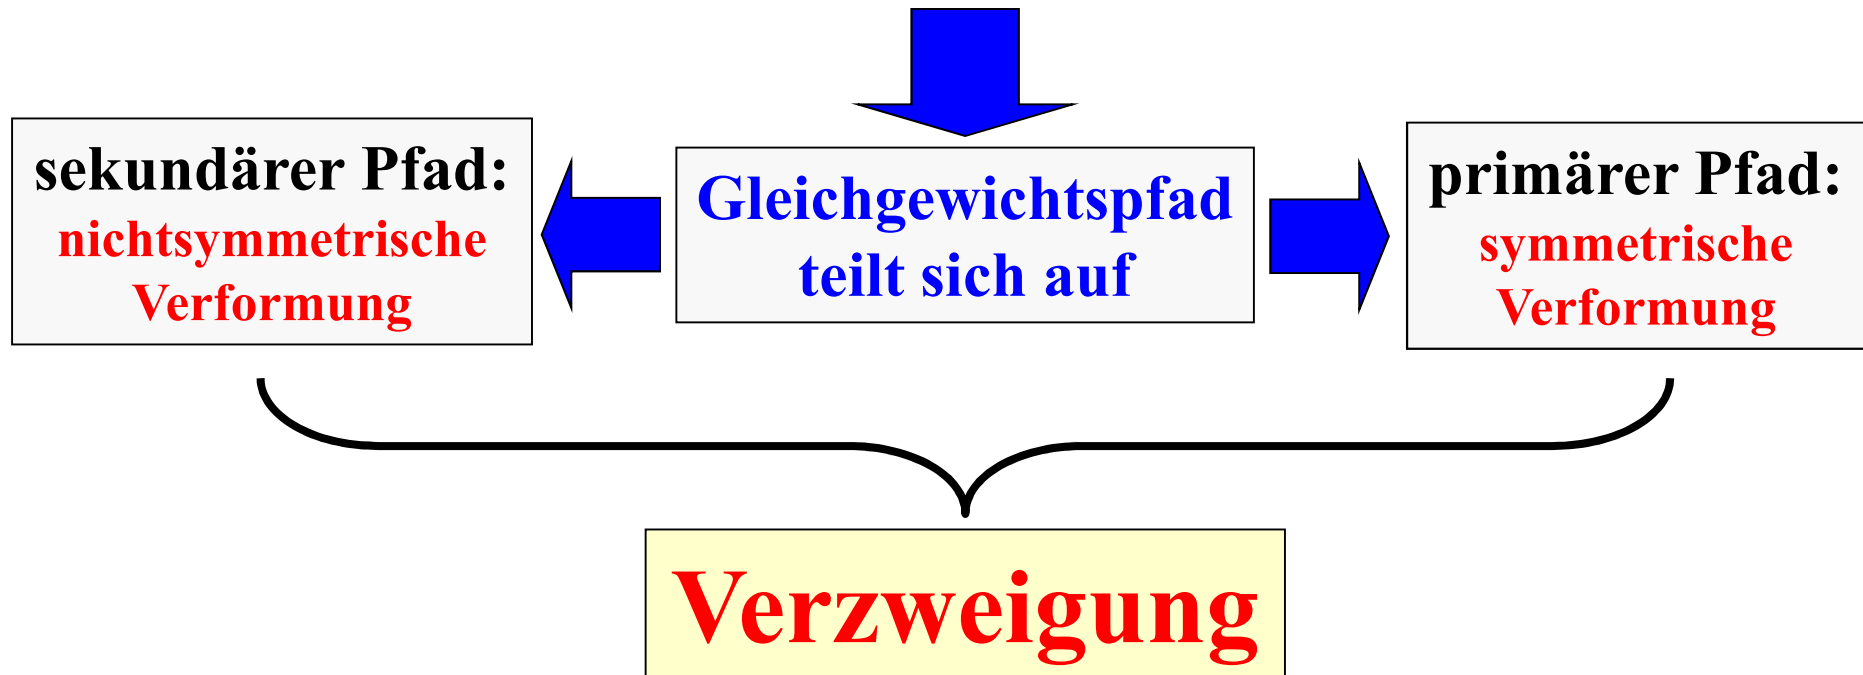 sekundärer Pfad:
nichtsymmetrische
Verformung
Gleichgewichtspfad
teilt sich auf
primärer Pfad:
symmetrische
Verformung
Verzweigung